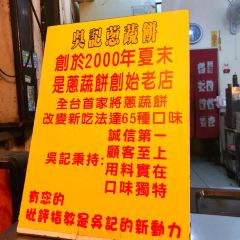 吳記蔥蔬餅
創於2000年夏末
是蔥蔬餅創始老店
全台首家將蔥蔬餅
改變新吃法達65種口味
吳記秉持:
誠信第一
顧客至上
用料實在
口味獨特
有您的
批評指教是吳記的新動力